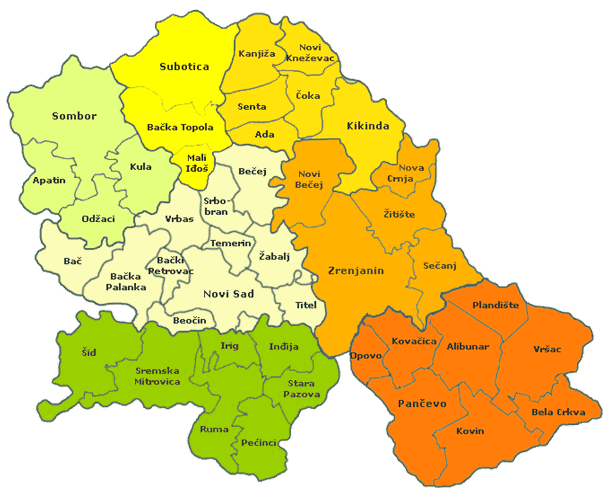 Subotica
Kanjiža
Novi
Kneževac
Sombor
Senta
Čoka
Bačka Topola
Ada
Kikinda
Mali
Iđoš
Kula
Apatin
Bečej
Novi
Bečej
Nova
Crnja
Odžaci
Vrbas
Srbo-
bran
Žitište
Temerin
Žabalj
Bač
Bački
Petrovac
Bačka
Palanka
Zrenjanin
Sečanj
Novi Sad
Titel
Beočin
Plandište
Šid
Irig
Inđija
Opovo
Kovačica
Alibunar
Vršac
Sremska
Mitrovica
Stara
Pazova
Pančevo
Bela Crkva
Ruma
Pećinci
Kovin